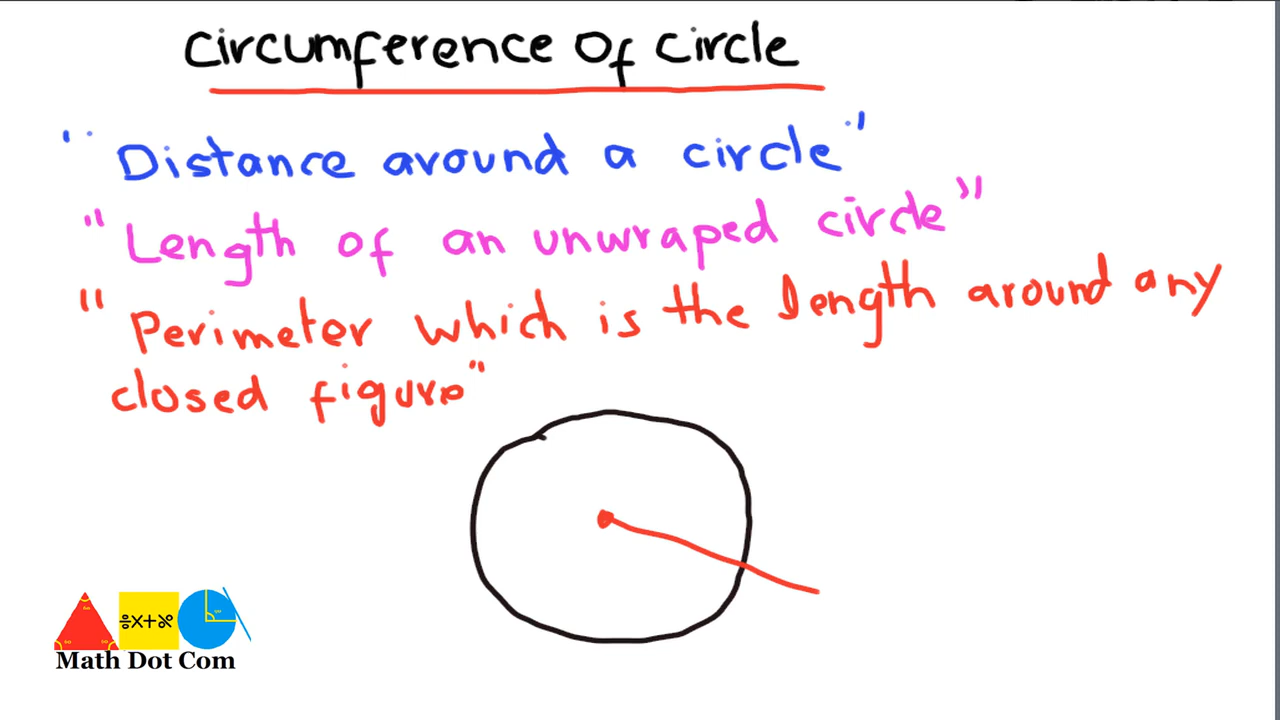 Circumference Of Circle
"Distance around a circle"
"Length of an unwraped circle"
"Perimeter which is the length around any
closed figure"
÷x+%
Math Dot Com